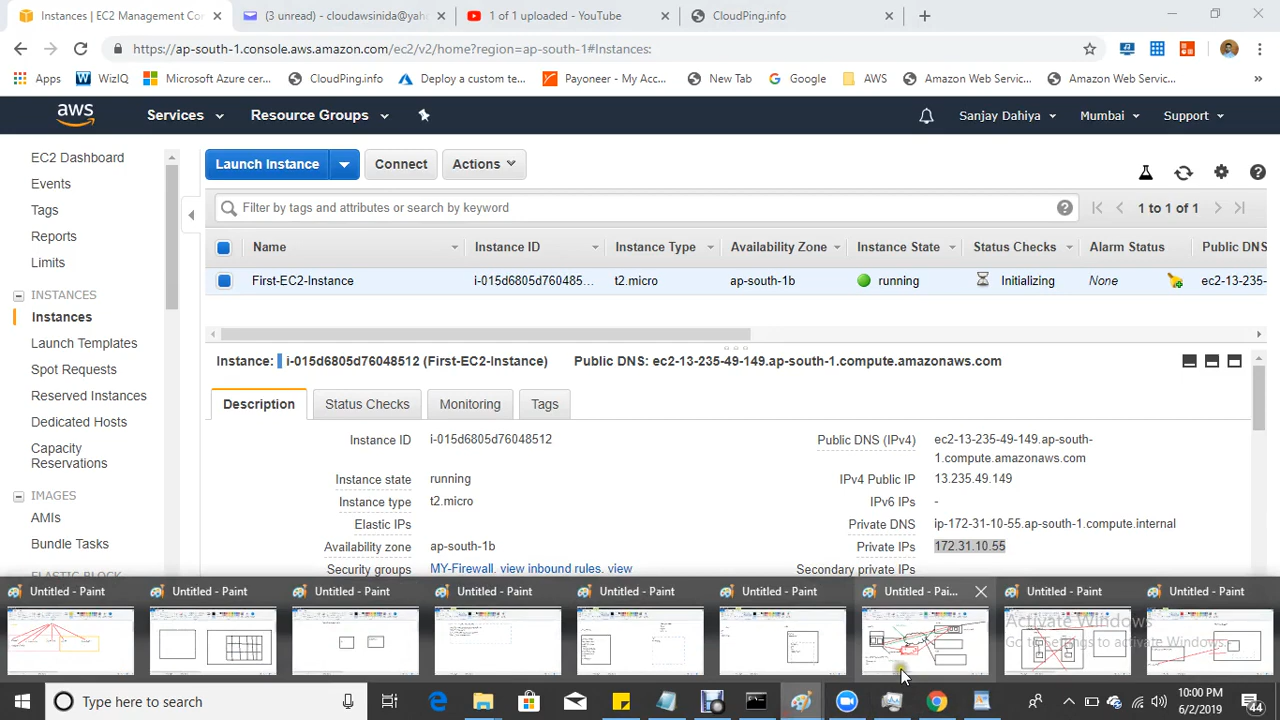 Instances | EC2 Management Con
(3 unread) - cloudawsinida@yaho
1 of 1 uploaded - YouTube
CloudPing.info
https://ap-south-1.console.aws.amazon.com/ec2/v2/home?region=ap-south-1#Instances:
Apps WizIQ Microsoft Azure cer... CloudPing.info Deploy a custom te... Payoneer - My Acc... New Tab Google AWS Amazon Web Servic... Amazon Web Servic... »
aws Services Resource Groups Sanjay Dahiya Mumbai Support
EC2 Dashboard
Events
Tags
Reports
Limits
INSTANCES
Instances
Launch Templates
Spot Requests
Reserved Instances
Dedicated Hosts
Capacity
Reservations
IMAGES
AMIs
Bundle Tasks
Launch Instance Connect Actions
Filter by tags and attributes or search by keyword
1 to 1 of 1
Name Instance ID Instance Type Availability Zone Instance State Status Checks Alarm Status Public DNS
First-EC2-Instance i-015d6805d760485... t2.micro ap-south-1b running Initializing None ec2-13-235-
Instance: i-015d6805d76048512 (First-EC2-Instance) Public DNS: ec2-13-235-49-149.ap-south-1.compute.amazonaws.com
Description Status Checks Monitoring Tags
Instance ID i-015d6805d76048512
Instance state running
Instance type t2.micro
Elastic IPs
Availability zone ap-south-1b
Security groups MY-Firewall. view inbound rules. view
Public DNS (IPv4) ec2-13-235-49-149.ap-south-
1.compute.amazonaws.com
IPv4 Public IP 13.235.49.149
IPv6 IPs -
Private DNS ip-172-31-10-55.ap-south-1.compute.internal
Private IPs 172.31.10.55
Secondary private IPs
Untitled - Paint Untitled - Paint Untitled - Paint Untitled - Paint Untitled - Paint Untitled - Paint Untitled - Pai... Untitled - Paint Untitled - Paint
Activate Windows
Go to Settings to activate Windows.
Type here to search
10:00 PM
6/2/2019
44